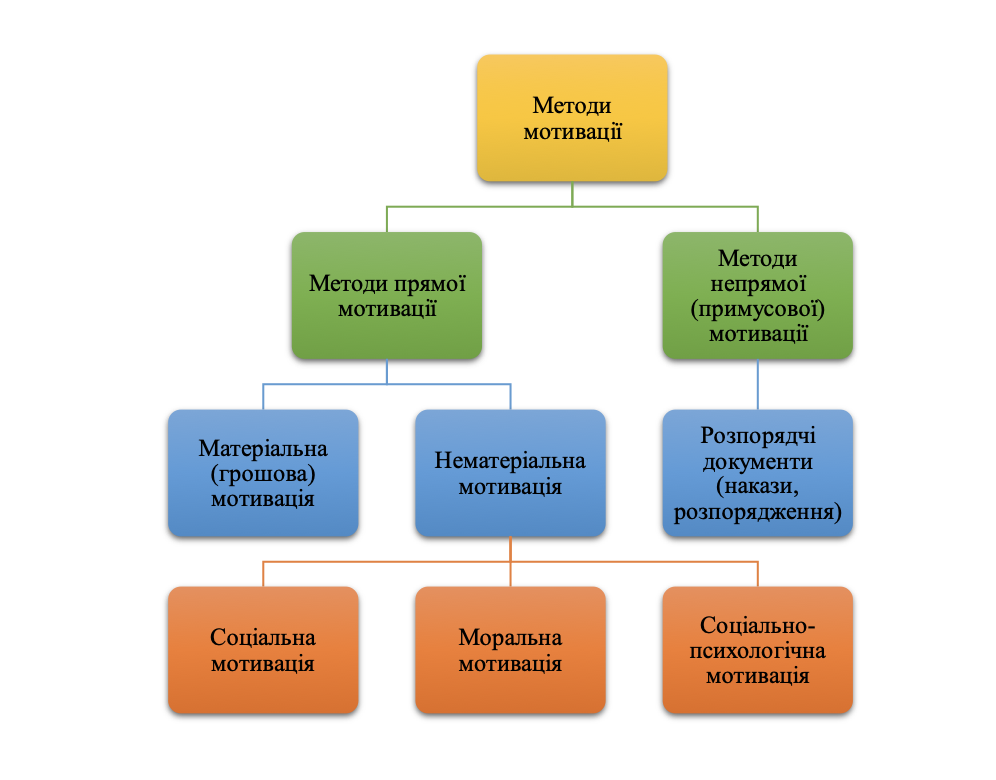 Методи
мотивації
Методи прямої
мотивації
Методи
непрямої
(примусової)
мотивації
Матеріальна
(грошова)
мотивація
Нематеріальна
мотивація
Розпорядчі
документи
(накази,
розпорядження)
Соціальна
мотивація
Моральна
мотивація
Соціально-
психологічна
мотивація